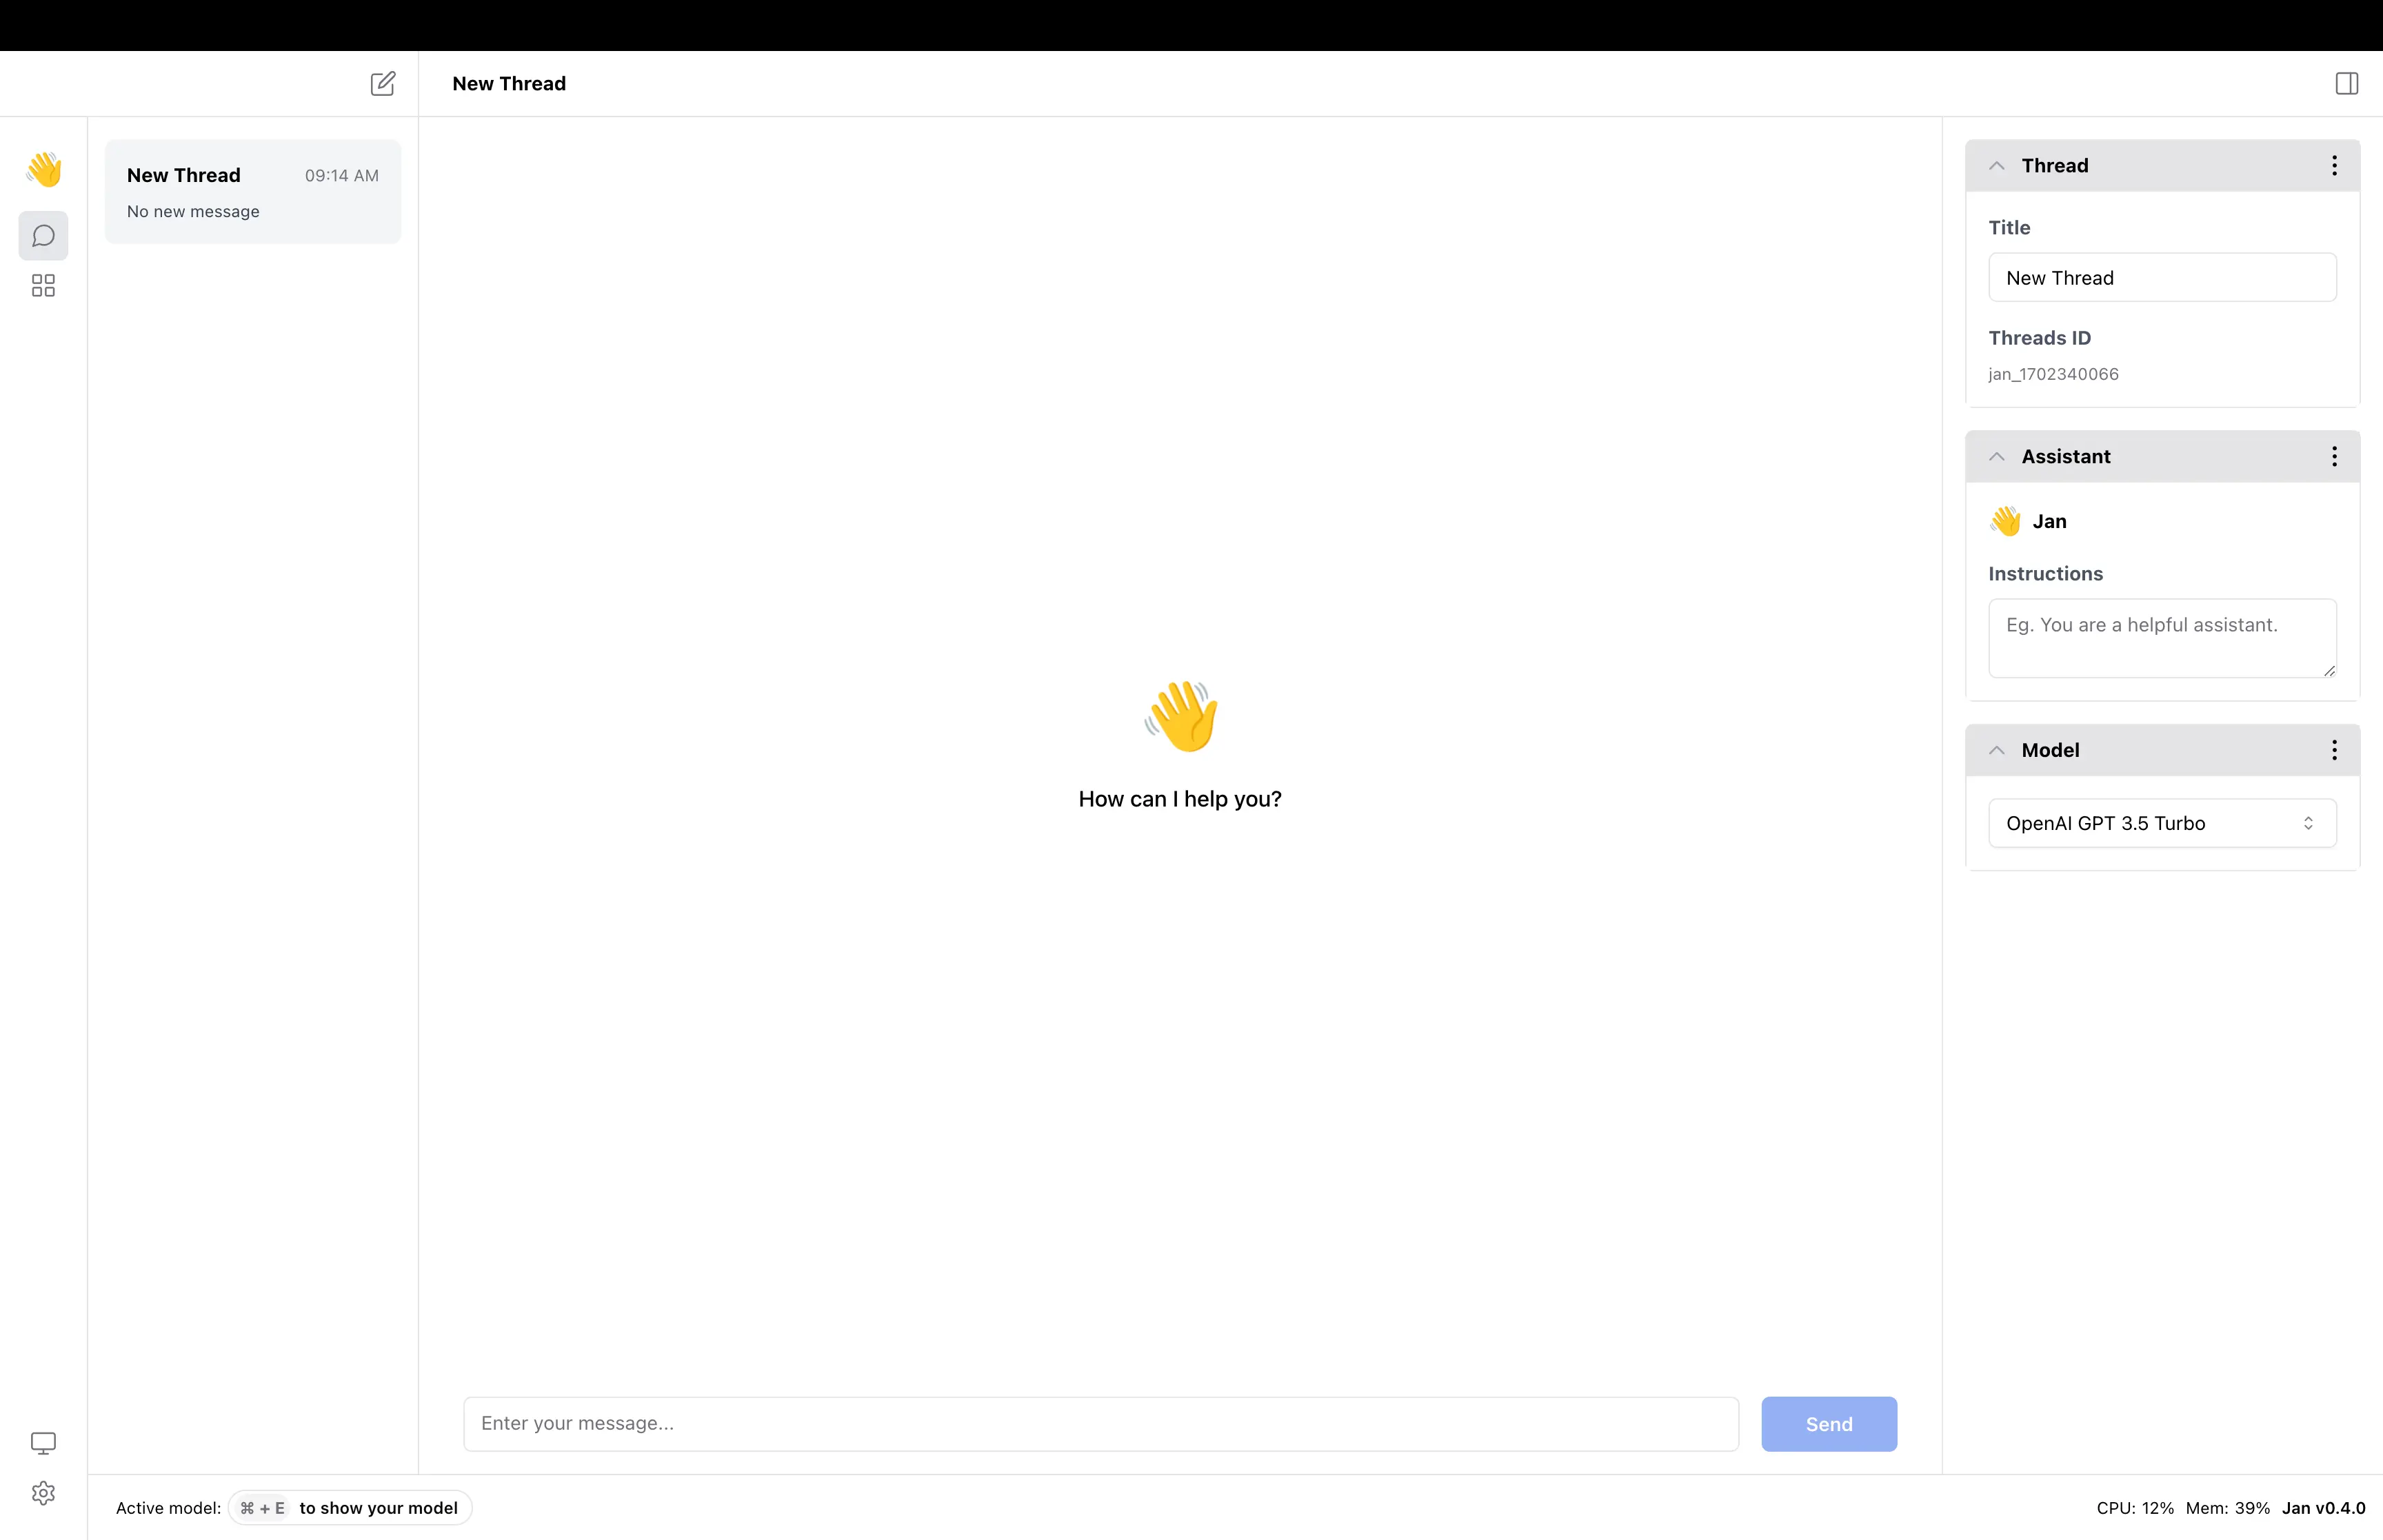 New Thread
New Thread 09:14 AM
No new message
How can I help you?
Enter your message...
Send
Thread
Title
New Thread
Threads ID
jan_1702340066
Assistant
Jan
Instructions
Eg. You are a helpful assistant.
Model
OpenAI GPT 3.5 Turbo
Active model: ⌘ + E to show your model
CPU: 12% Mem: 39% Jan v0.4.0